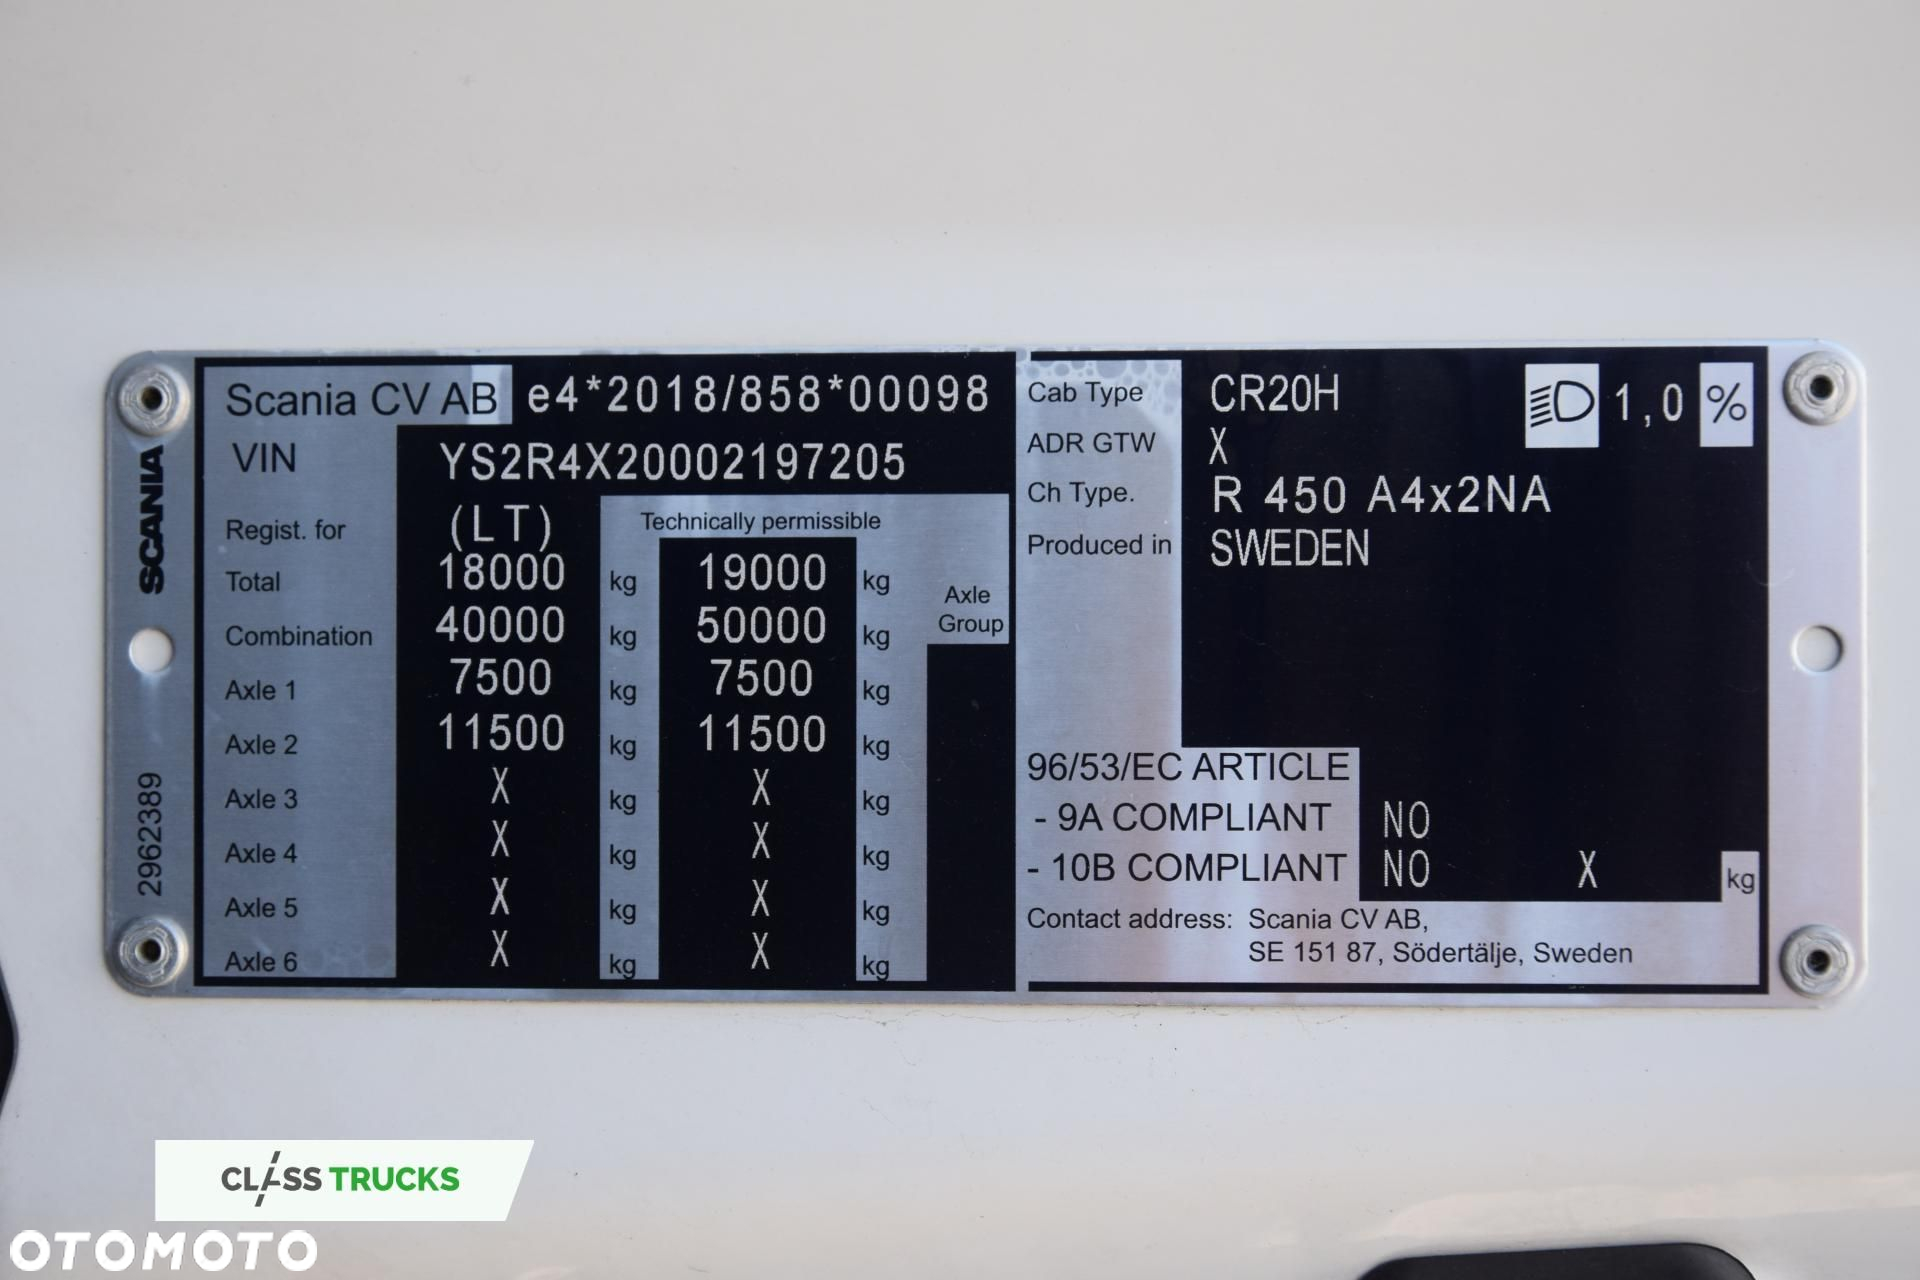 SCANIA
2962389
Scania CV AB e4*2018/858*00098
VIN YS2R4X20002197205
Regist. for (LT) Technically permissible
Total 18000 kg 19000 kg Axle Group
Combination 40000 kg 50000 kg
Axle 1 7500 kg 7500 kg
Axle 2 11500 kg 11500 kg
Axle 3 X kg X kg
Axle 4 X kg X kg
Axle 5 X kg X kg
Axle 6 X kg X kg
Cab Type CR20H 1,0 %
ADR GTW X
Ch Type. R 450 A4x2NA
Produced in SWEDEN
96/53/EC ARTICLE
- 9A COMPLIANT NO
- 10B COMPLIANT NO X kg
Contact address: Scania CV AB,
SE 151 87, Södertälje, Sweden
CLASS TRUCKS
OTOMOTO